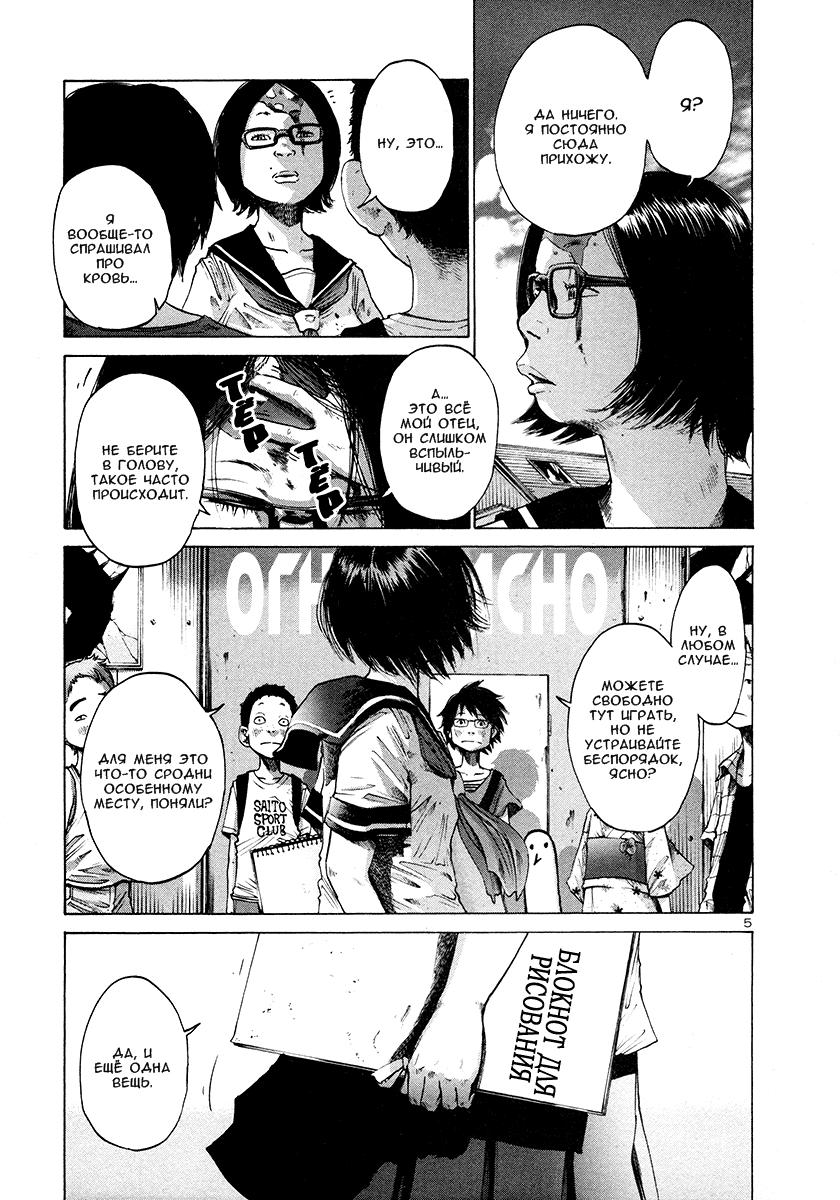 Я?
ДА НИЧЕГО.
Я ПОСТОЯННО
СЮДА
ПРИХОЖУ.
НУ, ЭТО...
Я
ВООБЩЕ-ТО
СПРАШИВАЛ
ПРО
КРОВЬ...
А...
ЭТО ВСЁ
МОЙ ОТЕЦ,
ОН СЛИШКОМ
ВСПЫЛЬ-
ЧИВЫЙ.
ТЁР
ТЁР
НЕ БЕРИТЕ
В ГОЛОВУ,
ТАКОЕ ЧАСТО
ПРОИСХОДИТ.
НУ, В
ЛЮБОМ
СЛУЧАЕ...
МОЖЕТЕ
СВОБОДНО
ТУТ ИГРАТЬ,
НО НЕ
УСТРАИВАЙТЕ
БЕСПОРЯДОК,
ЯСНО?
ДЛЯ МЕНЯ ЭТО
ЧТО-ТО СРОДНИ
ОСОБЕННОМУ
МЕСТУ, ПОНЯЛИ?
SAITO
SPORT
CLUB
5
ДА, И
ЕЩЁ ОДНА
ВЕЩЬ.
БЛОКНОТ ДЛЯ
РИСОВАНИЯ